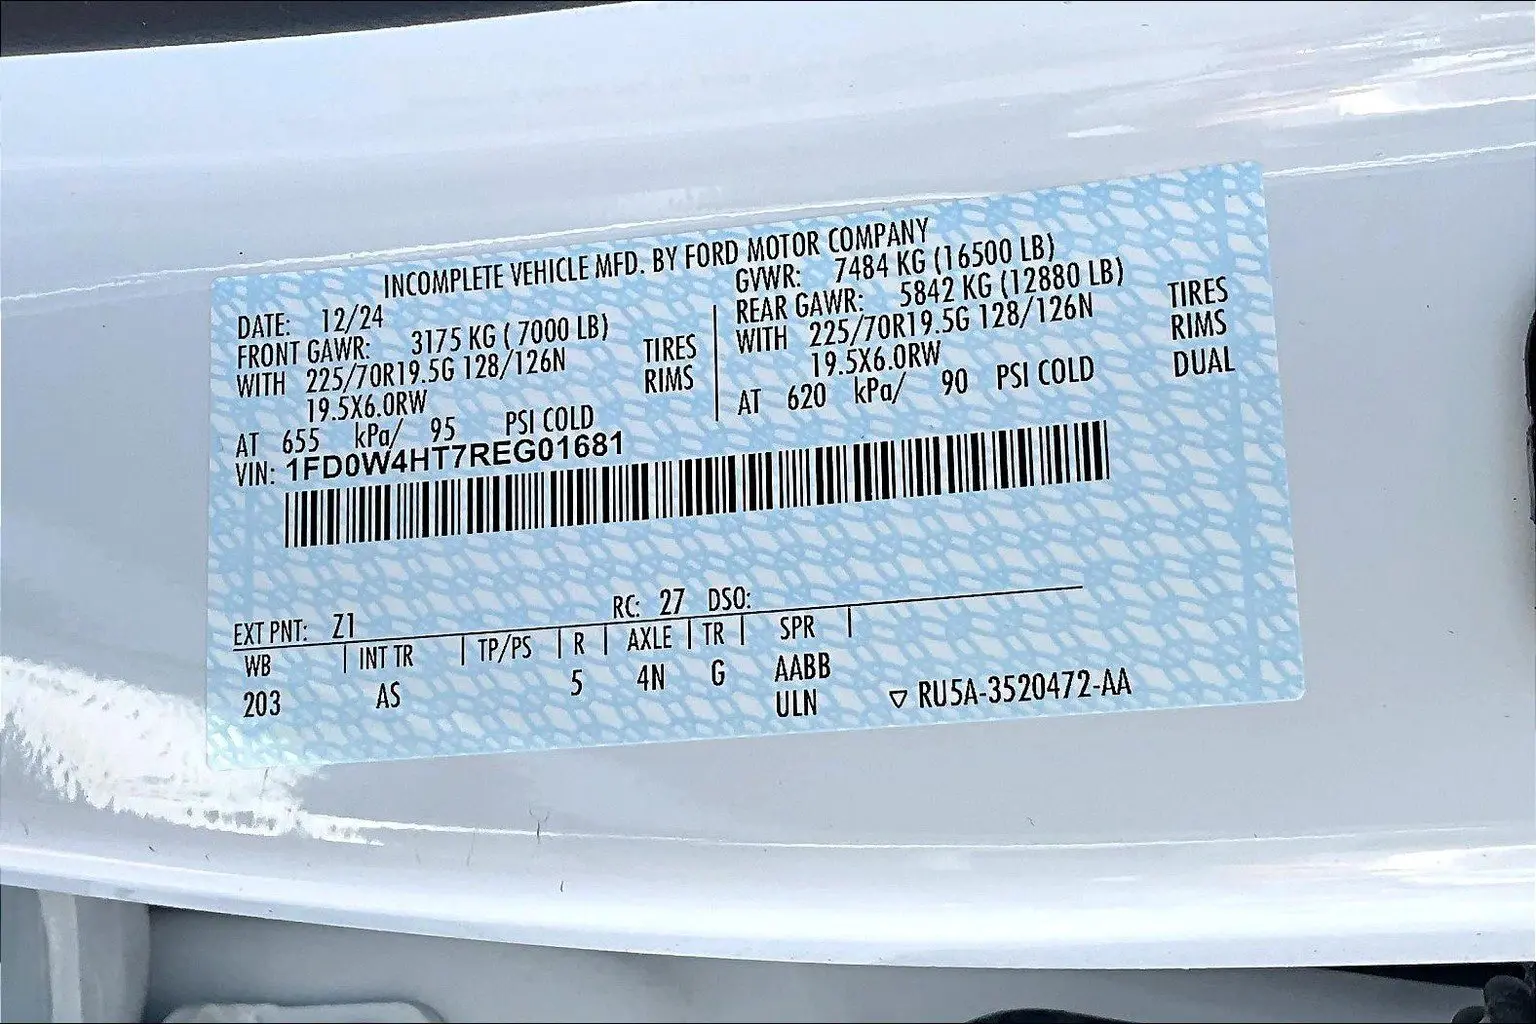 INCOMPLETE VEHICLE MFD. BY FORD MOTOR COMPANY
DATE: 12/24
FRONT GAWR: 3175 KG ( 7000 LB)
WITH 225/70R19.5G 128/126N TIRES
19.5X6.0RW RIMS
AT 655 kPa/ 95 PSI COLD
GVWR: 7484 KG (16500 LB)
REAR GAWR: 5842 KG (12880 LB)
WITH 225/70R19.5G 128/126N TIRES
19.5X6.0RW RIMS
AT 620 kPa/ 90 PSI COLD DUAL
VIN: 1FD0W4HT7REG01681
EXT PNT: Z1 RC: 27 DSO:
WB | INT TR | TP/PS | R | AXLE | TR | SPR |
203 AS 5 4N G AABB
ULN ▽ RU5A-3520472-AA